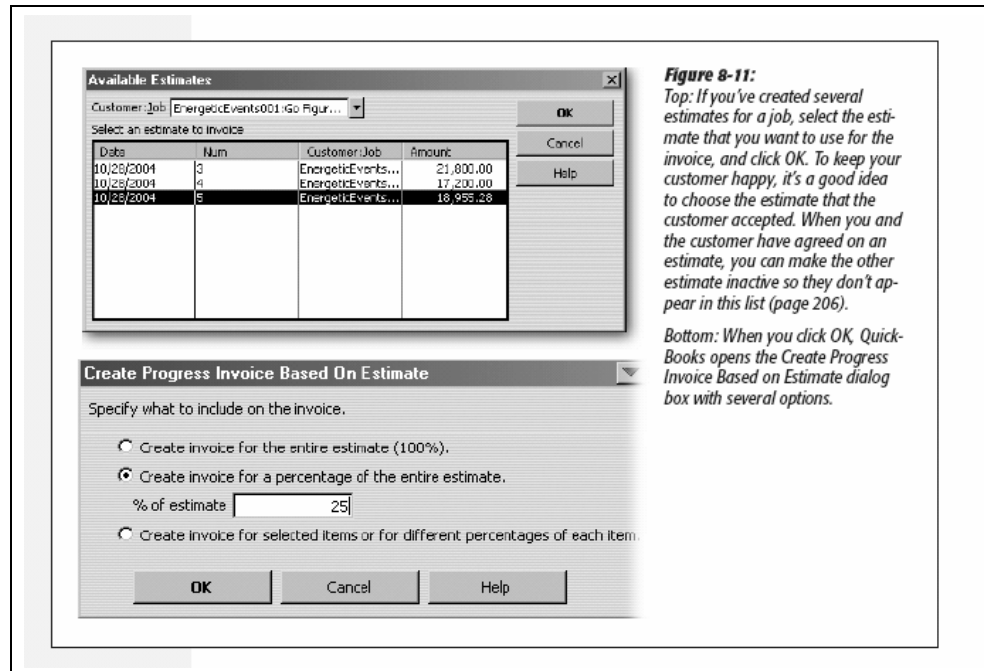 Available Estimates
Customer:Job EnergeticEvents001:Go Figur...
Select an estimate to invoice
OK
Cancel
Help
Date Num Customer:Job Amount
10/28/2004 3 EnergeticEvents... 21,800.00
10/28/2004 4 EnergeticEvents... 17,200.00
10/28/2004 5 EnergeticEvents... 18,955.28
Create Progress Invoice Based On Estimate
Specify what to include on the invoice.
Create invoice for the entire estimate (100%).
Create invoice for a percentage of the entire estimate.
% of estimate 25
Create invoice for selected items or for different percentages of each item.
OK Cancel Help
Figure 8-11:
Top: If you've created several
estimates for a job, select the esti-
mate that you want to use for the
invoice, and click OK. To keep your
customer happy, it's a good idea
to choose the estimate that the
customer accepted. When you and
the customer have agreed on an
estimate, you can make the other
estimate inactive so they don't ap-
pear in this list (page 206).
Bottom: When you click OK, Quick-
Books opens the Create Progress
Invoice Based on Estimate dialog
box with several options.